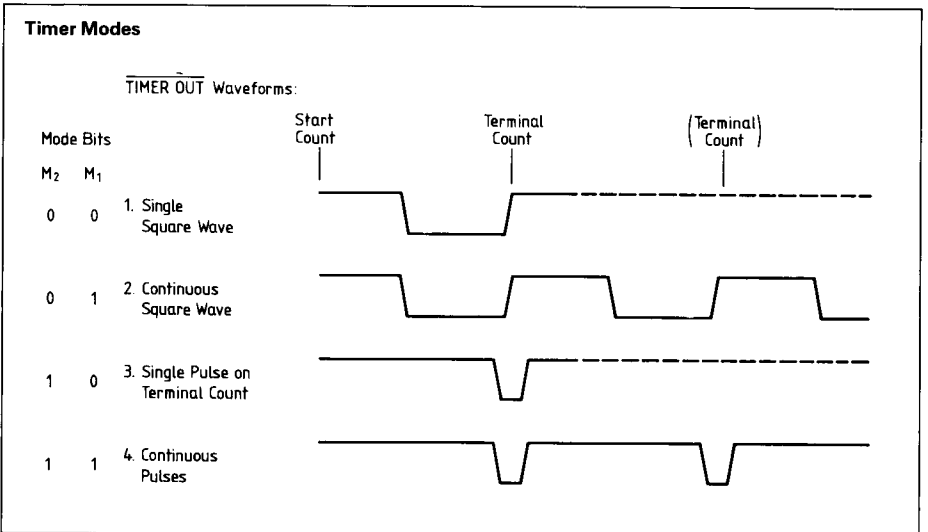 Timer Modes
TIMER OUT Waveforms:
Mode Bits
M2 M1
Start
Count
Terminal
Count
(Terminal)
Count
0 0 1. Single
Square Wave
0 1 2. Continuous
Square Wave
1 0 3. Single Pulse on
Terminal Count
1 1 4. Continuous
Pulses